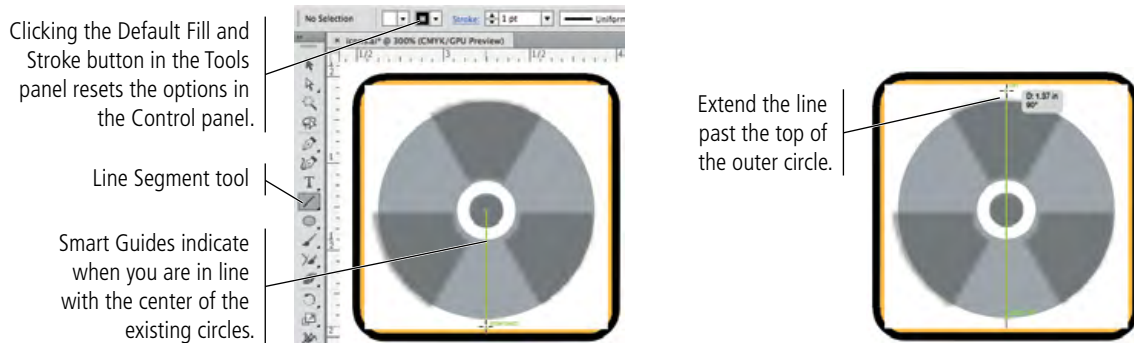 Clicking the Default Fill and
Stroke button in the Tools
panel resets the options in
the Control panel.
Line Segment tool
Smart Guides indicate
when you are in line
with the center of the
existing circles.
No Selection
Stroke:
1 pt
Uniform
× icons.ai* @ 300% (CMYK/GPU Preview)
Extend the line
past the top of
the outer circle.
D: 1.37 in
90°